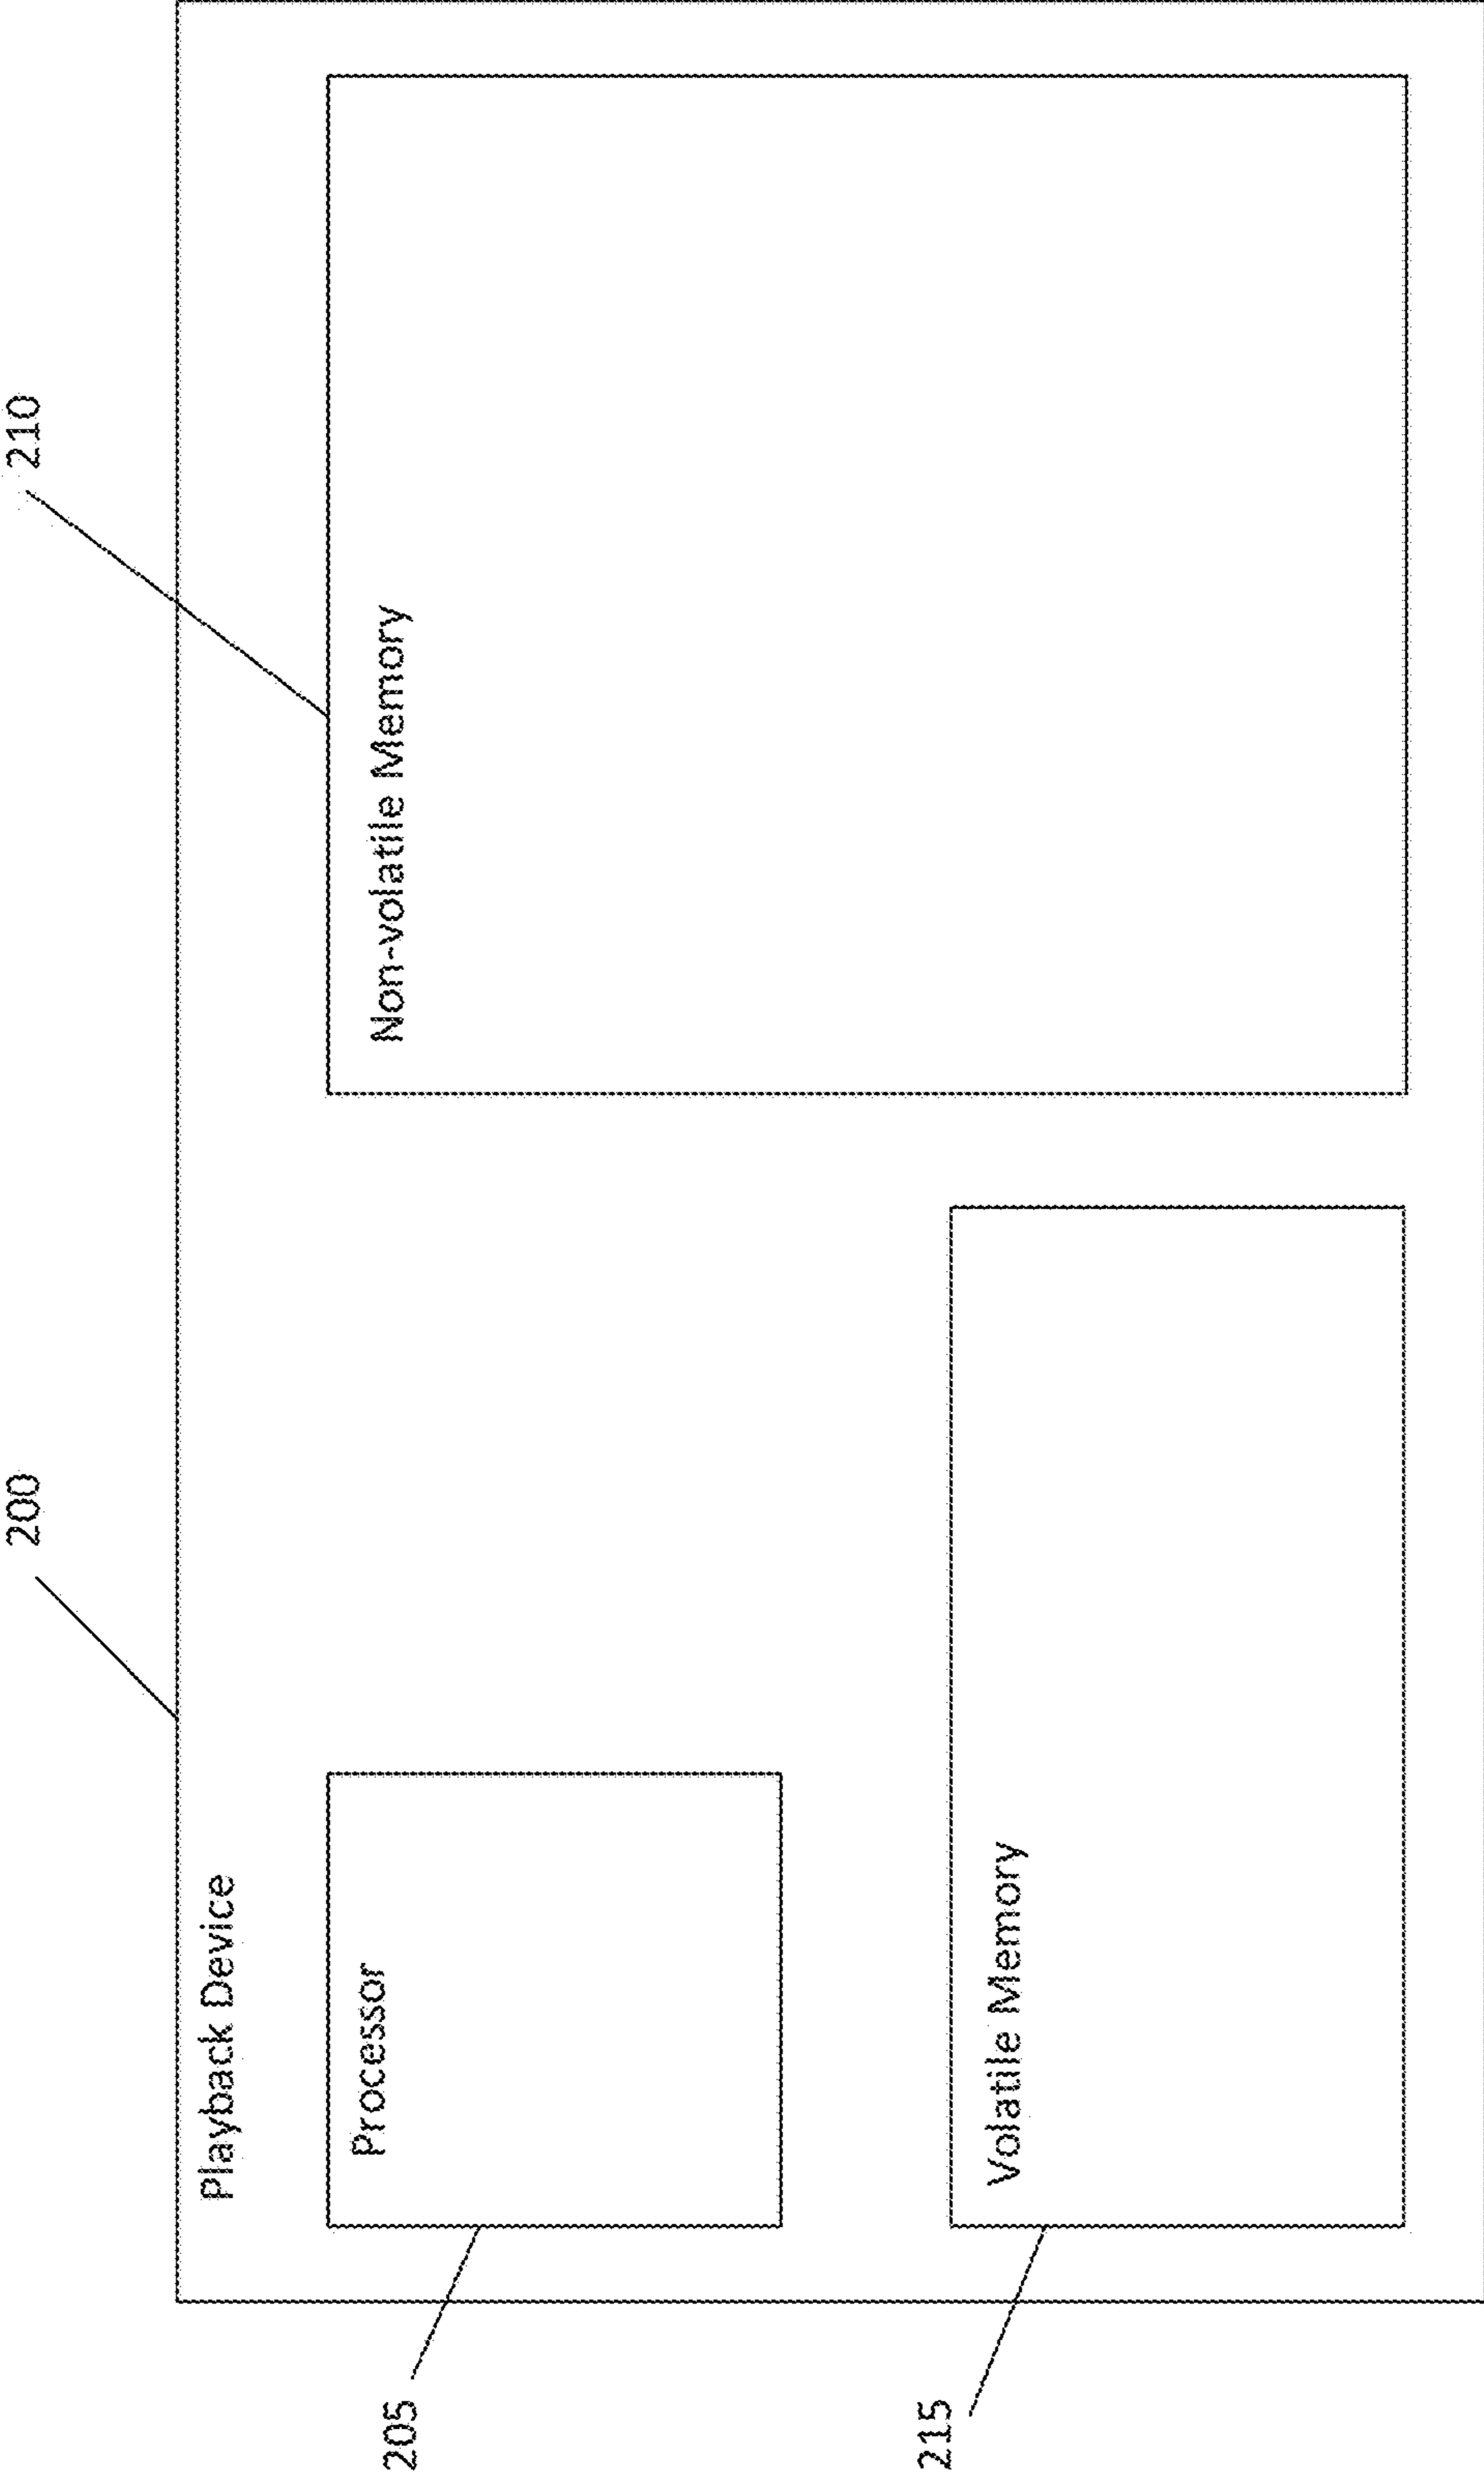 200
210
Playback Device
205
Processor
Non-volatile Memory
215
Volatile Memory